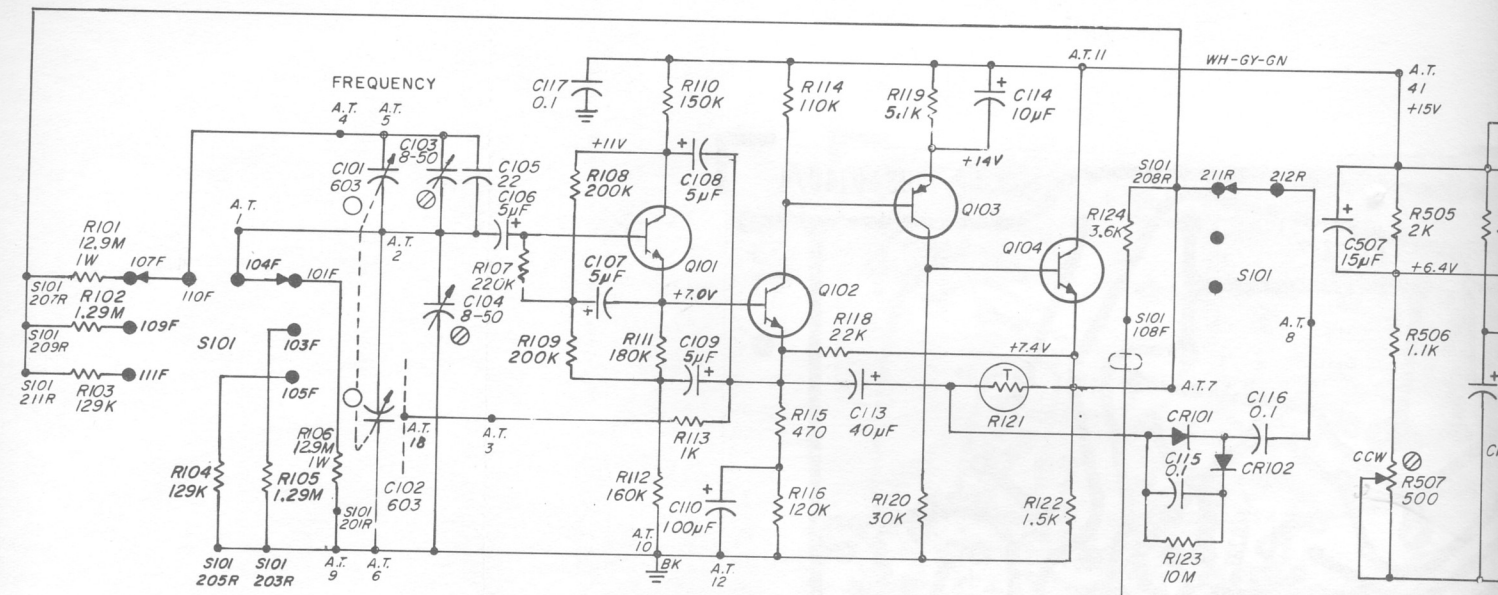 FREQUENCY
A.T.
4
A.T.
5
C101
603
C103
8-50
C105
22
C106
5µF
+
A.T.
1
A.T.
2
R101
12.9M
1W
107F
110F
104F
101F
S101
207R
R102
1.29M
109F
S101
209R
S101
103F
R103
129K
111F
S101
211R
105F
R104
129K
R105
1.29M
R106
12.9M
1W
S101
201R
S101
205R
S101
203R
A.T.
9
A.T.
6
C104
8-50
C102
603
A.T.
18
A.T.
3
C117
0.1
R110
150K
+11V
+
C108
5µF
R108
200K
R107
220K
C107
5µF
+
Q101
+7.0V
R109
200K
R111
180K
C109
5µF
+
R113
1K
R112
160K
A.T.
10
BK
+
C110
100µF
A.T.
12
R114
110K
Q102
R118
22K
R115
470
R116
120K
C113
40µF
+
R119
5.1K
+
C114
10µF
+14V
Q103
Q104
+7.4V
T
R121
R120
30K
R122
1.5K
A.T.11
WH-GY-GN
A.T.
41
+15V
S101
208R
211R
212R
R124
3.6K
S101
S101
108F
A.T.
8
A.T.7
CR101
C116
0.1
CR102
C115
0.1
R123
10M
+
C507
15µF
R505
2K
+6.4V
R506
1.1K
CCW
R507
500
+